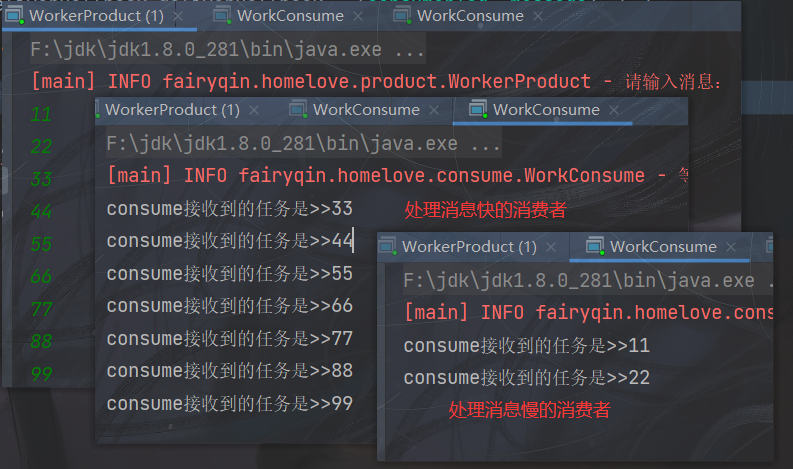 WorkerProduct (1) × WorkConsume × WorkConsume ×
F:\jdk\jdk1.8.0_281\bin\java.exe ...
[main] INFO fairyqin.homelove.product.WorkerProduct - 请输入消息:
11
22
33
44
55
66
77
88
99
WorkerProduct (1) × WorkConsume × WorkConsume ×
F:\jdk\jdk1.8.0_281\bin\java.exe ...
[main] INFO fairyqin.homelove.consume.WorkConsume -
consume接收到的任务是>>33
处理消息快的消费者
consume接收到的任务是>>44
consume接收到的任务是>>55
consume接收到的任务是>>66
consume接收到的任务是>>77
consume接收到的任务是>>88
consume接收到的任务是>>99
WorkerProduct (1) × WorkConsume ×
F:\jdk\jdk1.8.0_281\bin\java.exe .
[main] INFO fairyqin.homelove.cons
consume接收到的任务是>>11
consume接收到的任务是>>22
处理消息慢的消费者